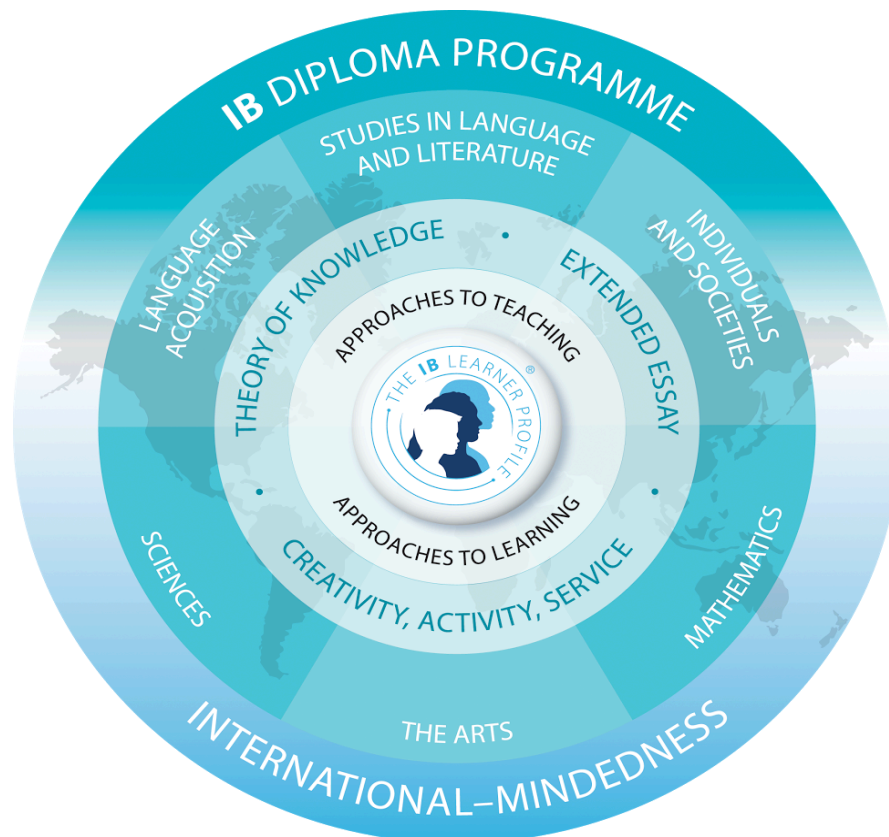 IB DIPLOMA PROGRAMME
STUDIES IN LANGUAGE
AND LITERATURE
LANGUAGE
ACQUISITION
INDIVIDUALS
AND SOCIETIES
THEORY OF KNOWLEDGE
•
EXTENDED ESSAY
•
APPROACHES TO TEACHING
THE IB LEARNER PROFILE
®
APPROACHES TO LEARNING
•
CREATIVITY, ACTIVITY, SERVICE
SCIENCES
MATHEMATICS
THE ARTS
INTERNATIONAL–MINDEDNESS